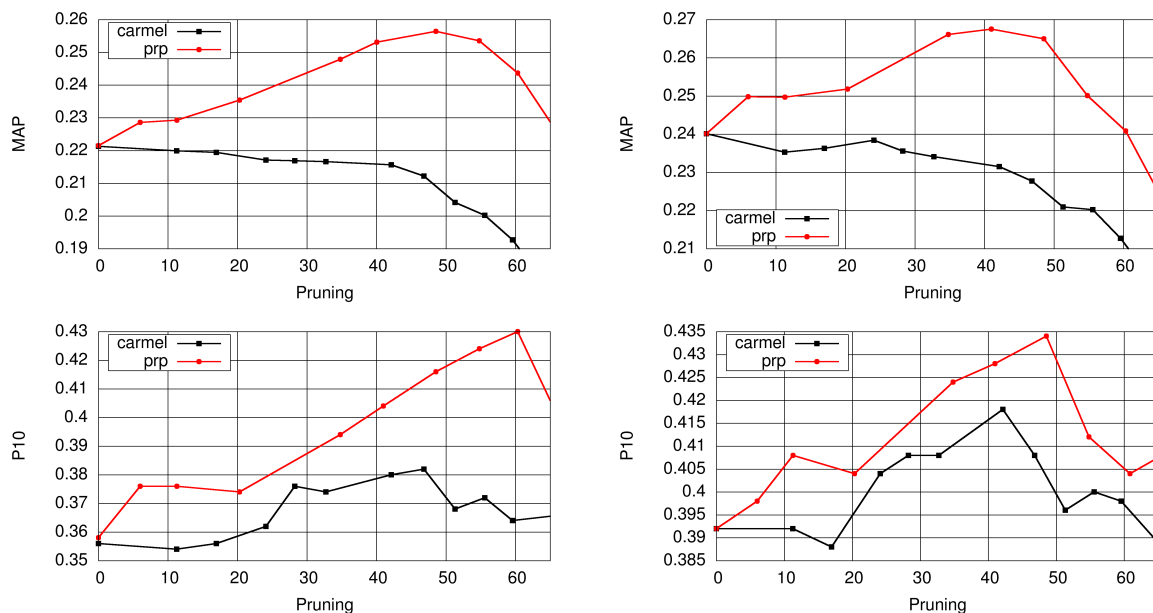 0.26
0.25
0.24
0.23
0.22
0.21
0.2
0.19
MAP
carmel
prp
0 10 20 30 40 50 60
Pruning
0.27
0.26
0.25
0.24
0.23
0.22
0.21
MAP
carmel
prp
0 10 20 30 40 50 60
Pruning
0.43
0.42
0.41
0.4
0.39
0.38
0.37
0.36
0.35
P10
carmel
prp
0 10 20 30 40 50 60
Pruning
0.435
0.43
0.425
0.42
0.415
0.41
0.405
0.4
0.395
0.39
0.385
P10
carmel
prp
0 10 20 30 40 50 60
Pruning